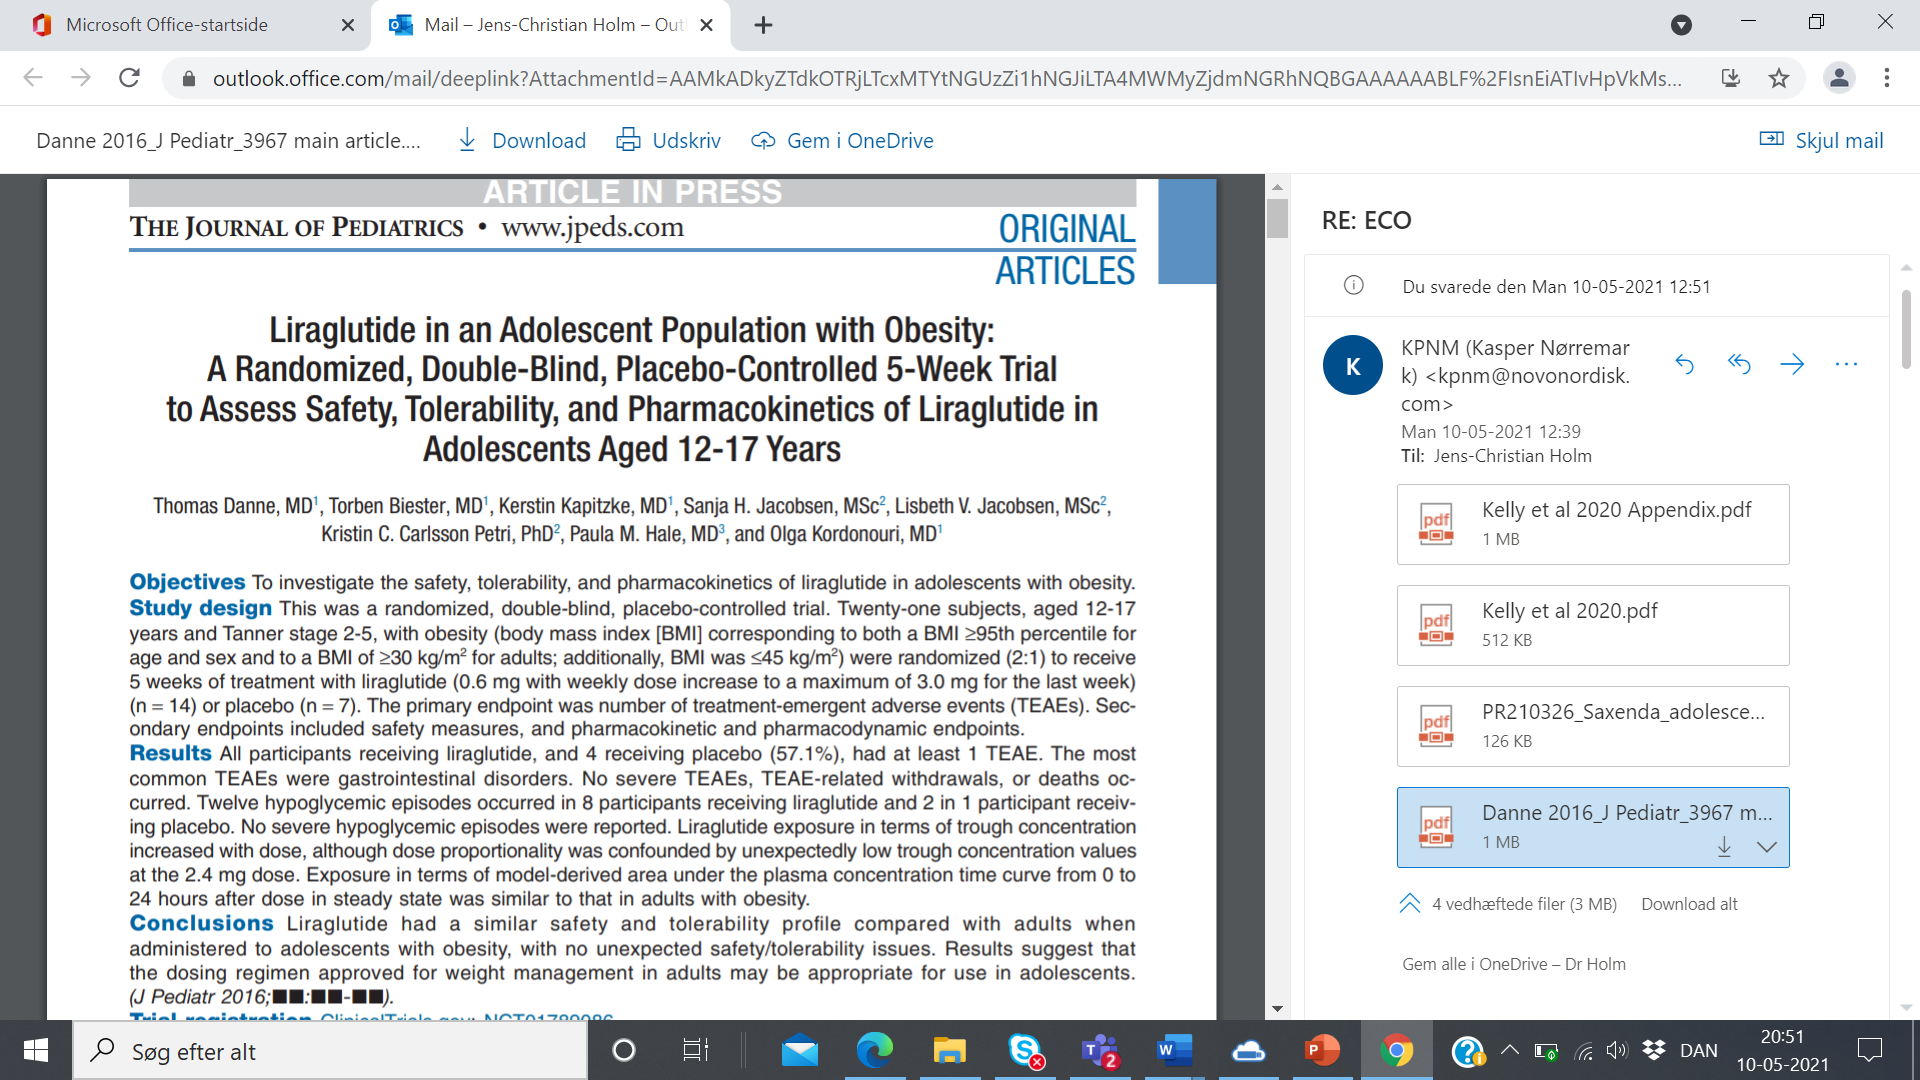 Microsoft Office-startside
Mail – Jens-Christian Holm – Out
outlook.office.com/mail/deeplink?AttachmentId=AAMkADkyZTdkOTRjLTcxMTYtNGUzZi1hNGJiLTA4MWMyZjdmNGRhNQBGAAAAAABLF%2FIsnEiATIvHpVkMs...
Danne 2016_J Pediatr_3967 main article....
Download
Udskriv
Gem i OneDrive
Skjul mail
ARTICLE IN PRESS
THE JOURNAL OF PEDIATRICS • www.jpeds.com
ORIGINAL
ARTICLES
Liraglutide in an Adolescent Population with Obesity:
A Randomized, Double-Blind, Placebo-Controlled 5-Week Trial
to Assess Safety, Tolerability, and Pharmacokinetics of Liraglutide in
Adolescents Aged 12-17 Years
Thomas Danne, MD1, Torben Biester, MD1, Kerstin Kapitzke, MD1, Sanja H. Jacobsen, MSc2, Lisbeth V. Jacobsen, MSc2,
Kristin C. Carlsson Petri, PhD2, Paula M. Hale, MD3, and Olga Kordonouri, MD1
Objectives To investigate the safety, tolerability, and pharmacokinetics of liraglutide in adolescents with obesity.
Study design This was a randomized, double-blind, placebo-controlled trial. Twenty-one subjects, aged 12-17
years and Tanner stage 2-5, with obesity (body mass index [BMI] corresponding to both a BMI ≥95th percentile for
age and sex and to a BMI of ≥30 kg/m² for adults; additionally, BMI was ≤45 kg/m²) were randomized (2:1) to receive
5 weeks of treatment with liraglutide (0.6 mg with weekly dose increase to a maximum of 3.0 mg for the last week)
(n = 14) or placebo (n = 7). The primary endpoint was number of treatment-emergent adverse events (TEAEs). Sec-
ondary endpoints included safety measures, and pharmacokinetic and pharmacodynamic endpoints.
Results All participants receiving liraglutide, and 4 receiving placebo (57.1%), had at least 1 TEAE. The most
common TEAEs were gastrointestinal disorders. No severe TEAEs, TEAE-related withdrawals, or deaths oc-
curred. Twelve hypoglycemic episodes occurred in 8 participants receiving liraglutide and 2 in 1 participant receiv-
ing placebo. No severe hypoglycemic episodes were reported. Liraglutide exposure in terms of trough concentration
increased with dose, although dose proportionality was confounded by unexpectedly low trough concentration values
at the 2.4 mg dose. Exposure in terms of model-derived area under the plasma concentration time curve from 0 to
24 hours after dose in steady state was similar to that in adults with obesity.
Conclusions Liraglutide had a similar safety and tolerability profile compared with adults when
administered to adolescents with obesity, with no unexpected safety/tolerability issues. Results suggest that
the dosing regimen approved for weight management in adults may be appropriate for use in adolescents.
(J Pediatr 2016;■■:■■-■■).
Trial registration ClinicalTrials.gov: NCT01789086
RE: ECO
Du svarede den Man 10-05-2021 12:51
K
KPNM (Kasper Nørremar
k) <kpnm@novonordisk.
com>
Man 10-05-2021 12:39
Til: Jens-Christian Holm
pdf
Kelly et al 2020 Appendix.pdf
1 MB
pdf
Kelly et al 2020.pdf
512 KB
pdf
PR210326_Saxenda_adolesce...
126 KB
pdf
Danne 2016_J Pediatr_3967 m...
1 MB
4 vedhæftede filer (3 MB)
Download alt
Gem alle i OneDrive – Dr Holm
Søg efter alt
2
DAN
20:51
10-05-2021